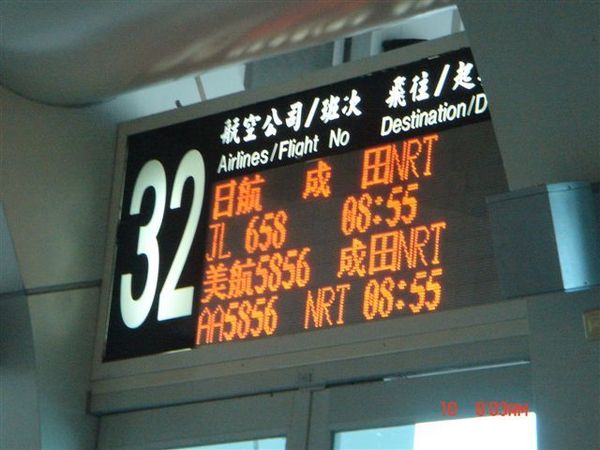 32
航空公司/班次 飛往/起
Airlines/Flight No Destination/D
日航 成 田NRT
JL 658 08:55
美航5856 成田NRT
AA5856 NRT 08:55